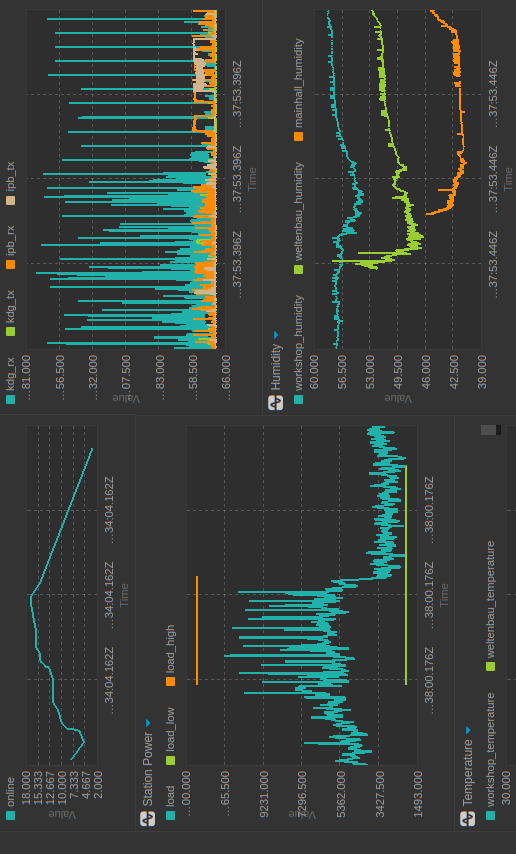 online
18.000
15.333
12.667
10.000
7.333
4.667
2.000
Value
...34:04.162Z
...34:04.162Z
...34:04.162Z
Time
kdg_rx
kdg_tx
ipb_rx
ipb_tx
...81.000
...56.500
...32.000
...07.500
...83.000
...58.500
...66.000
Value
...37:53.396Z
...37:53.396Z
...37:53.396Z
Time
Station Power
load
load_low
load_high
...00.000
...65.500
9231.000
7296.500
5362.000
3427.500
1493.000
Value
...38:00.176Z
...38:00.176Z
...38:00.176Z
Time
Humidity
workshop_humidity
weltenbau_humidity
mainhall_humidity
60.000
56.500
53.000
49.500
46.000
42.500
39.000
Value
...37:53.446Z
...37:53.446Z
...37:53.446Z
Time
Temperature
workshop_temperature
weltenbau_temperature
30.000